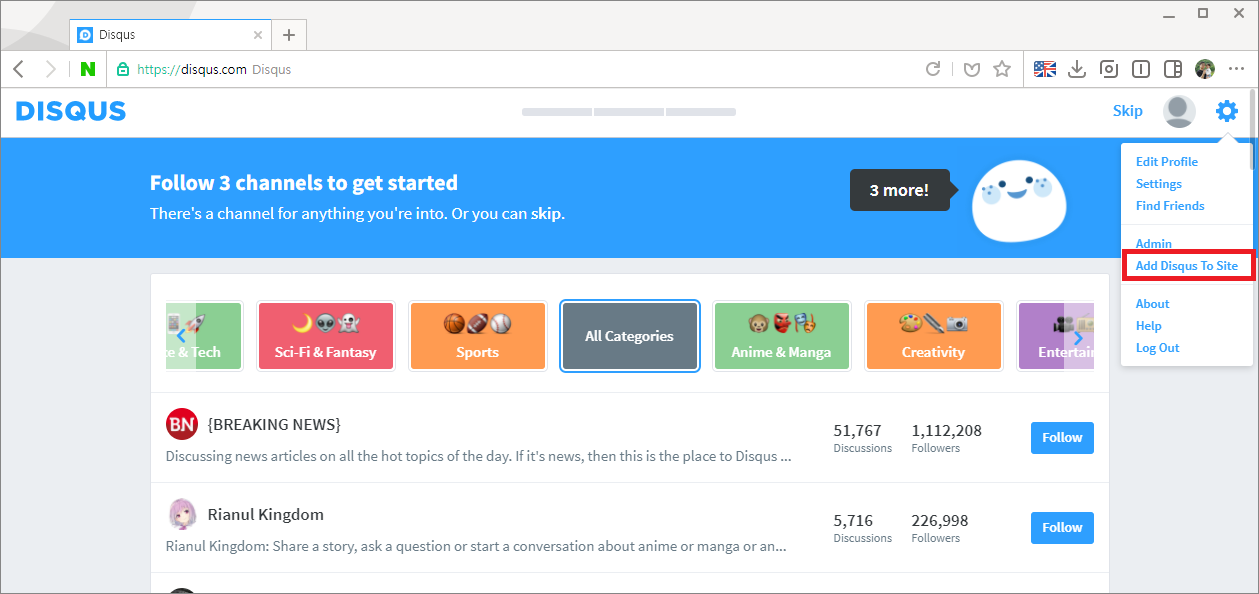 Disqus
N
https://disqus.com Disqus
DISQUS
Skip
Follow 3 channels to get started
There's a channel for anything you're into. Or you can skip.
3 more!
Edit Profile
Settings
Find Friends
Admin
Add Disqus To Site
About
Help
Log Out
e & Tech
Sci-Fi & Fantasy
Sports
All Categories
Anime & Manga
Creativity
Entertain
BN
{BREAKING NEWS}
Discussing news articles on all the hot topics of the day. If it's news, then this is the place to Disqus ...
51,767
Discussions
1,112,208
Followers
Follow
Rianul Kingdom
Rianul Kingdom: Share a story, ask a question or start a conversation about anime or manga or an...
5,716
Discussions
226,998
Followers
Follow